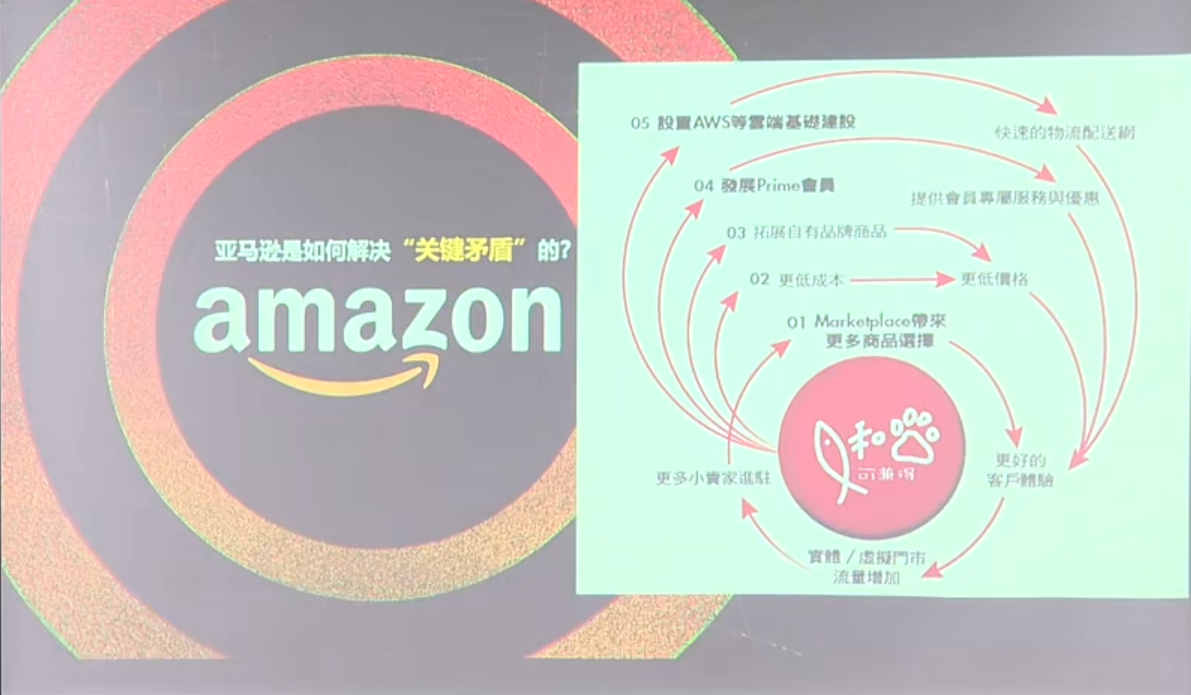 亚马逊是如何解决“关键矛盾”的？
amazon
05 設置AWS等雲端基礎建設
快速的物流配送網
04 發展Prime會員
提供會員專屬服務與優惠
03 拓展自有品牌商品
02 更低成本
更低價格
01 Marketplace帶來
更多商品選擇
和
可兼得
更好的
客戶體驗
更多小賣家進駐
實體/虛擬門市
流量增加